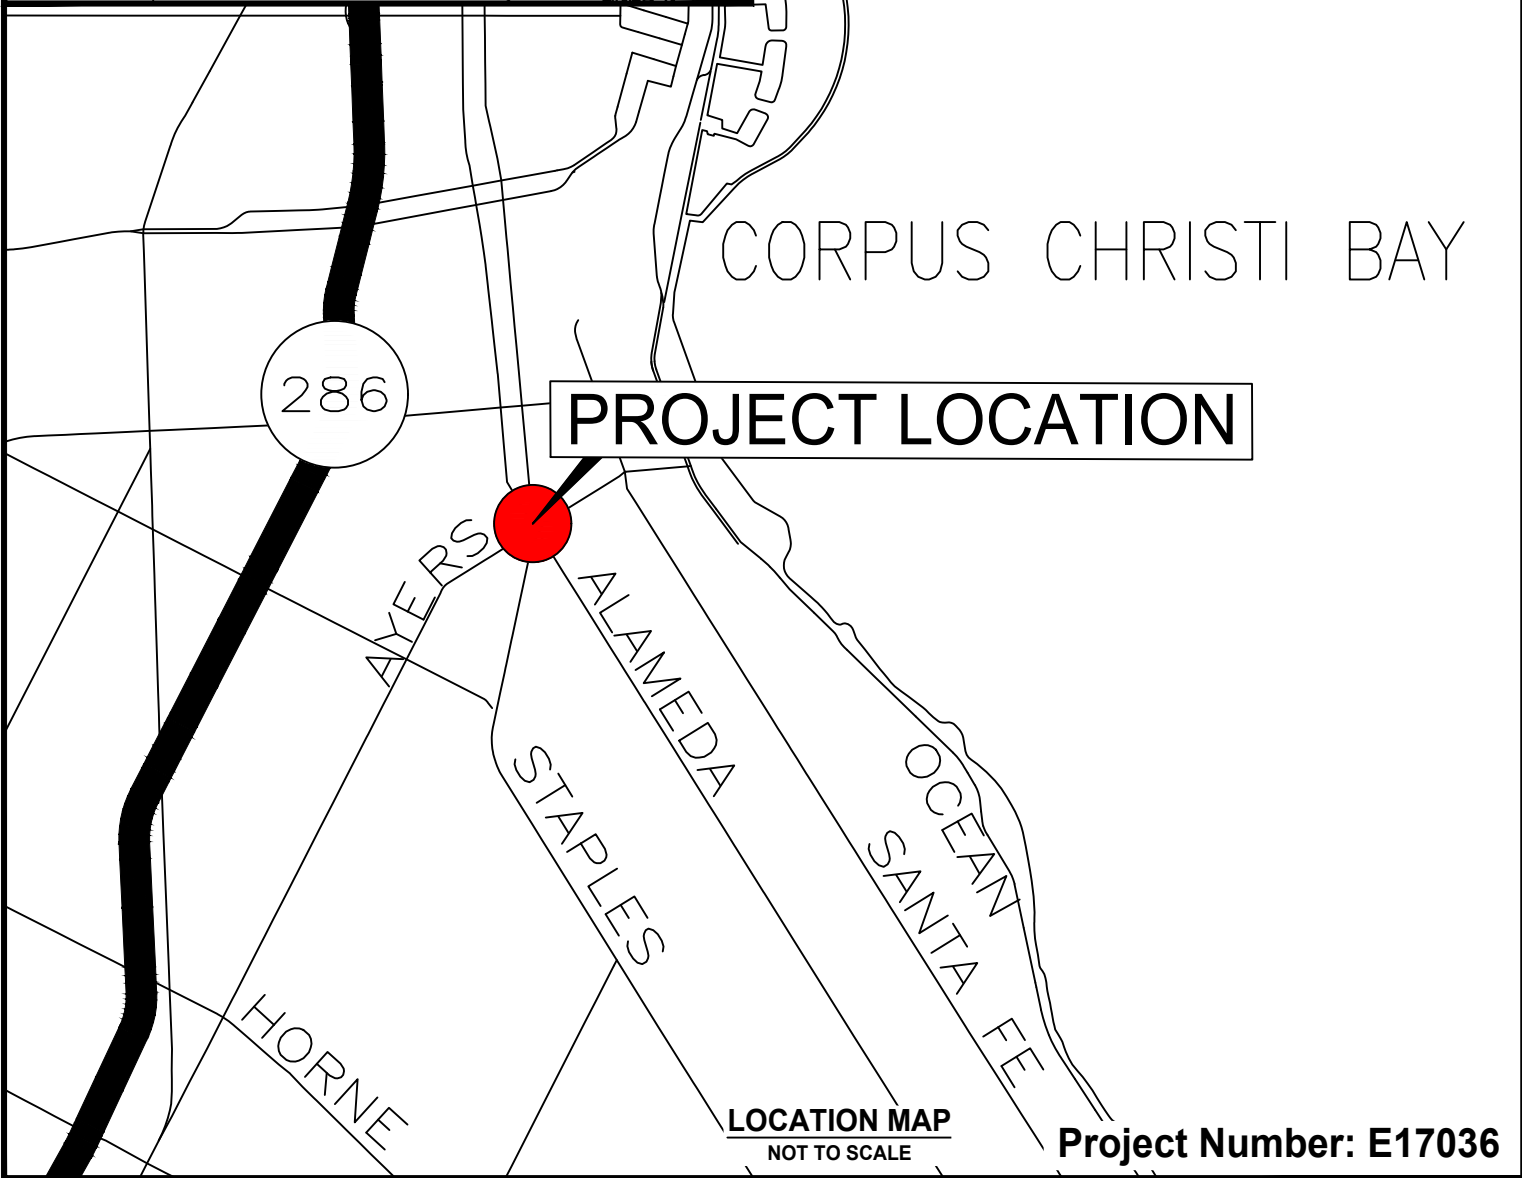 CORPUS CHRISTI BAY
286
PROJECT LOCATION
AYERS
ALAMEDA
STAPLES
OCEAN
SANTA FE
HORNE
LOCATION MAP
NOT TO SCALE
Project Number: E17036